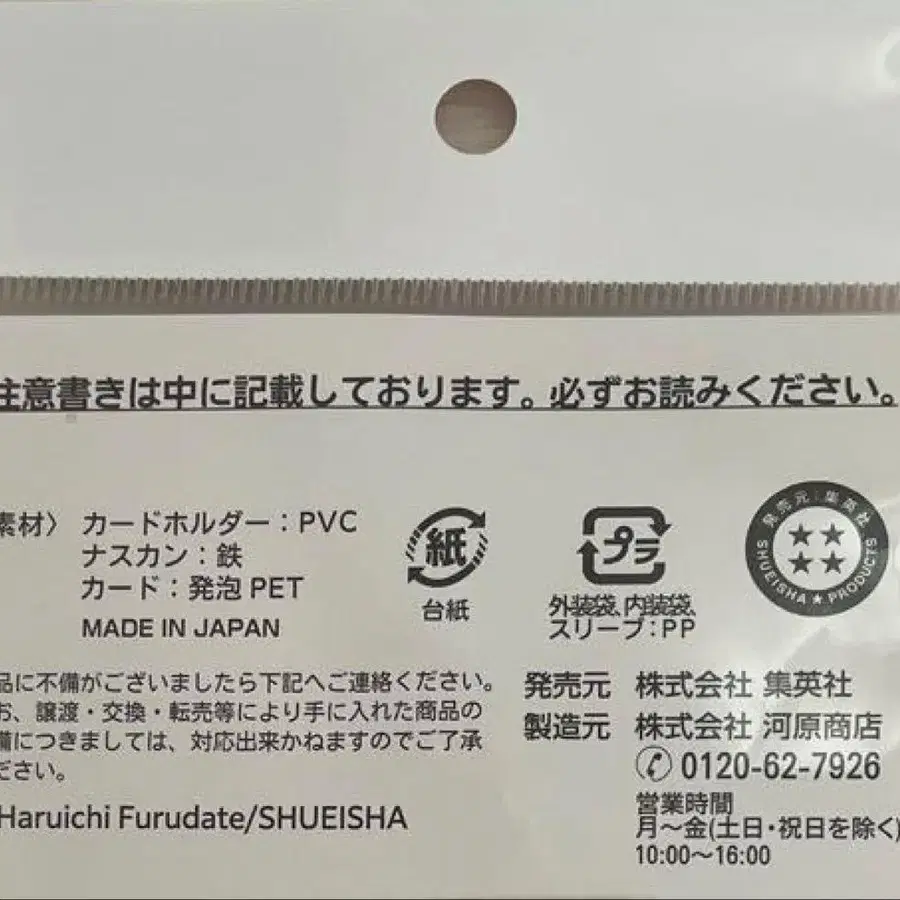 注意書きは中に記載しております。必ずお読みください。
素材〉 カードホルダー：PVC
ナスカン：鉄
カード：発泡 PET
MADE IN JAPAN
紙
台紙
プラ
外装袋、内装袋、
スリーブ：PP
発売元：集英社
SHUEISHA ★ PRODUCTS
品に不備がございましたら下記へご連絡ください。
お、譲渡・交換・転売等により手に入れた商品の
備につきましては、対応出来かねますのでご了承
ださい。
Haruichi Furudate/SHUEISHA
発売元 株式会社 集英社
製造元 株式会社 河原商店
0120-62-7926
営業時間
月～金(土日・祝日を除く)
10:00～16:00